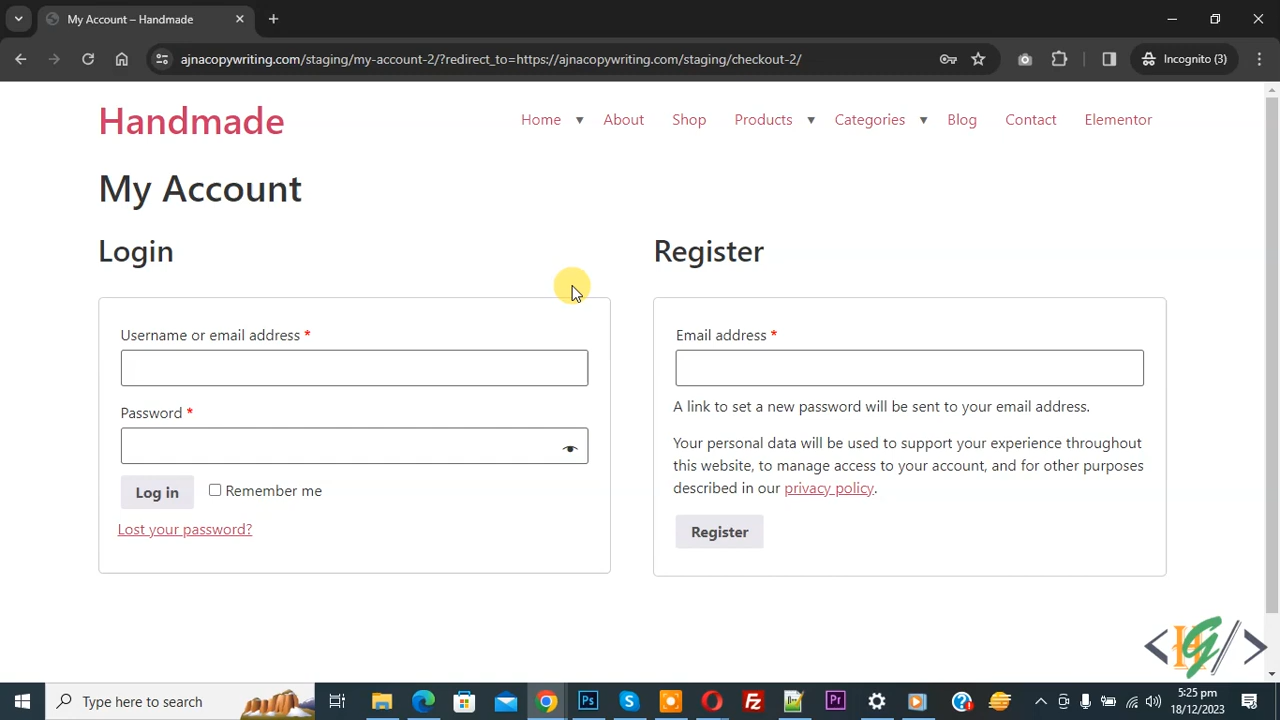 My Account – Handmade
ajnacopywriting.com/staging/my-account-2/?redirect_to=https://ajnacopywriting.com/staging/checkout-2/
Incognito (3)
Handmade
Home ▼ About Shop Products ▼ Categories ▼ Blog Contact Elementor
My Account
Login
Register
Username or email address *
Password *
Log in
Remember me
Lost your password?
Email address *
A link to set a new password will be sent to your email address.
Your personal data will be used to support your experience throughout
this website, to manage access to your account, and for other purposes
described in our privacy policy.
Register
<HG/>
Type here to search
Ps
S
Fz
Pr
5:25 pm
18/12/2023